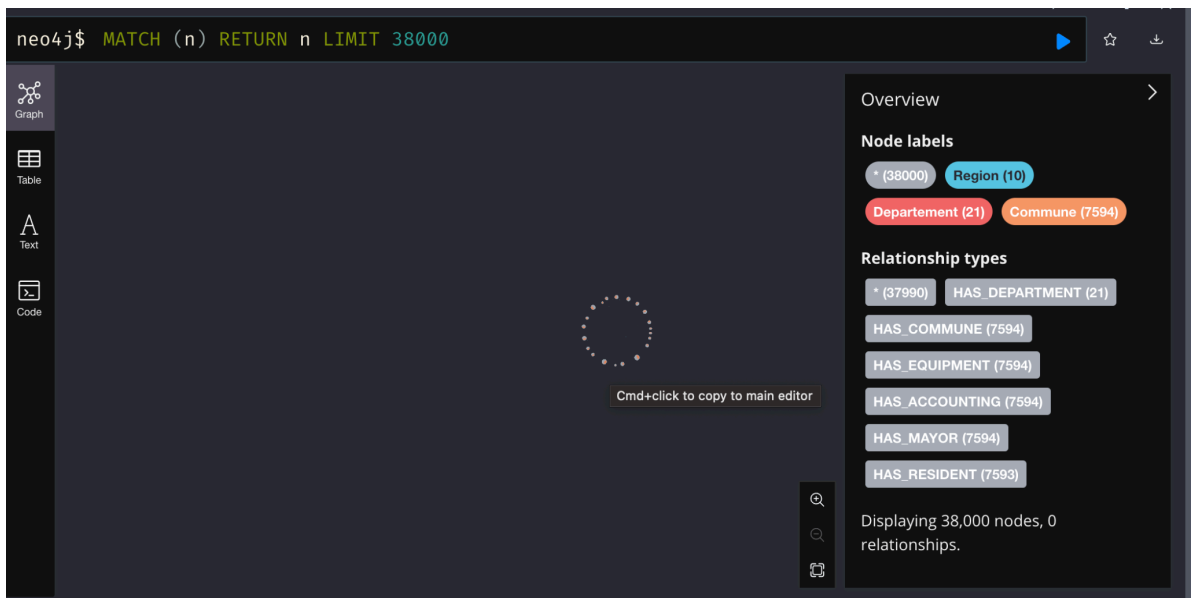 neo4j$ MATCH (n) RETURN n LIMIT 38000
Graph
Table
Text
Code
Cmd+click to copy to main editor
Overview
Node labels
* (38000) Region (10)
Departement (21) Commune (7594)
Relationship types
* (37990) HAS_DEPARTMENT (21)
HAS_COMMUNE (7594)
HAS_EQUIPMENT (7594)
HAS_ACCOUNTING (7594)
HAS_MAYOR (7594)
HAS_RESIDENT (7593)
Displaying 38,000 nodes, 0
relationships.